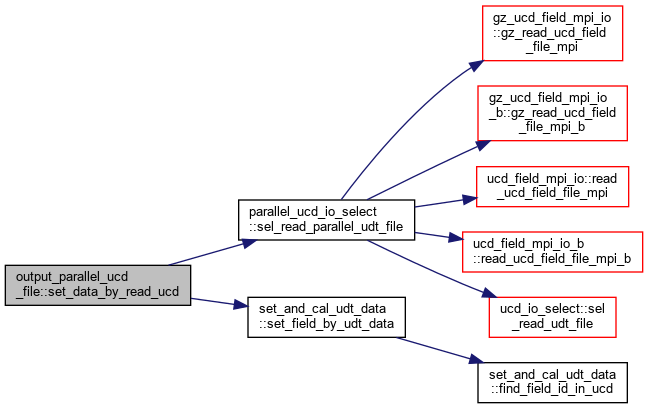 output_parallel_ucd
_file::set_data_by_read_ucd
parallel_ucd_io_select
::sel_read_parallel_udt_file
set_and_cal_udt_data
::set_field_by_udt_data
gz_ucd_field_mpi_io
::gz_read_ucd_field
_file_mpi
gz_ucd_field_mpi_io
_b::gz_read_ucd_field
_file_mpi_b
ucd_field_mpi_io::read
_ucd_field_file_mpi
ucd_field_mpi_io_b
::read_ucd_field_file_mpi_b
ucd_io_select::sel
_read_udt_file
set_and_cal_udt_data
::find_field_id_in_ucd